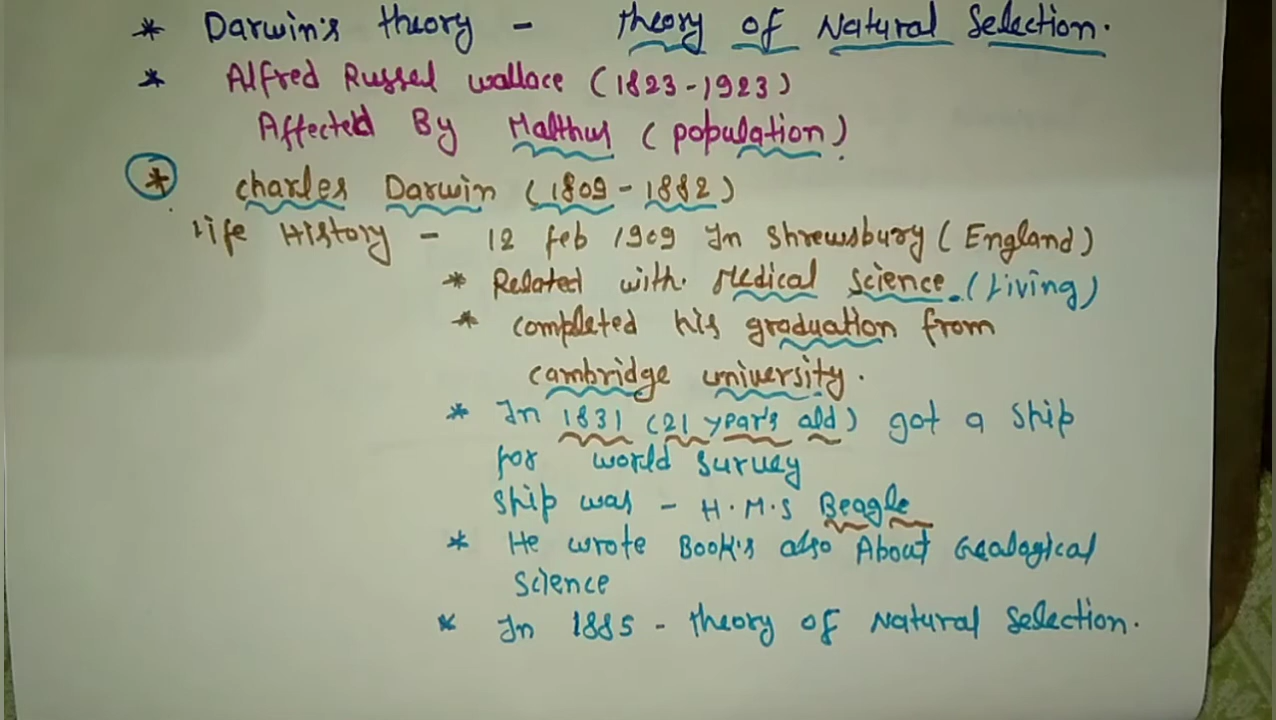 * Darwin's theory - theory of Natural Selection.
* Alfred Russel wallace (1823-1923)
Affected By Malthus (population).
* charles Darwin (1809-1882)
Life History - 12 feb 1909 In Shrewsbury (England)
* Related with. Medical Science. (Living)
* completed his graduation from
cambridge university.
* In 1831 (21 year's old) got a ship
for world survey
ship was - H.M.S Beagle
* He wrote Book's also About Gealogical
Science
* In 1885 - theory of Natural Selection.